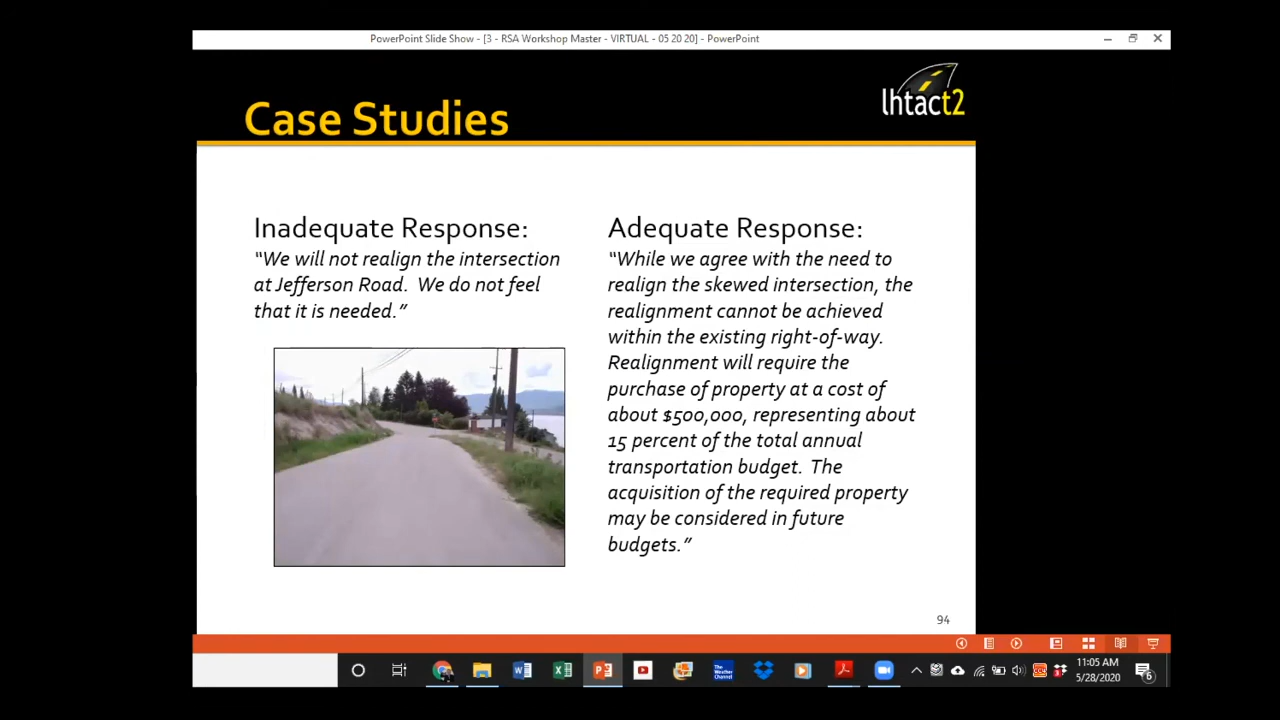 PowerPoint Slide Show - [3 - RSA Workshop Master - VIRTUAL - 05 20 20] - PowerPoint
Case Studies
lhtact2
Inadequate Response:
“We will not realign the intersection
at Jefferson Road. We do not feel
that it is needed.”
Adequate Response:
“While we agree with the need to
realign the skewed intersection, the
realignment cannot be achieved
within the existing right-of-way.
Realignment will require the
purchase of property at a cost of
about $500,000, representing about
15 percent of the total annual
transportation budget. The
acquisition of the required property
may be considered in future
budgets.”
94
The
Weather
Channel
11:05 AM
5/28/2020
6